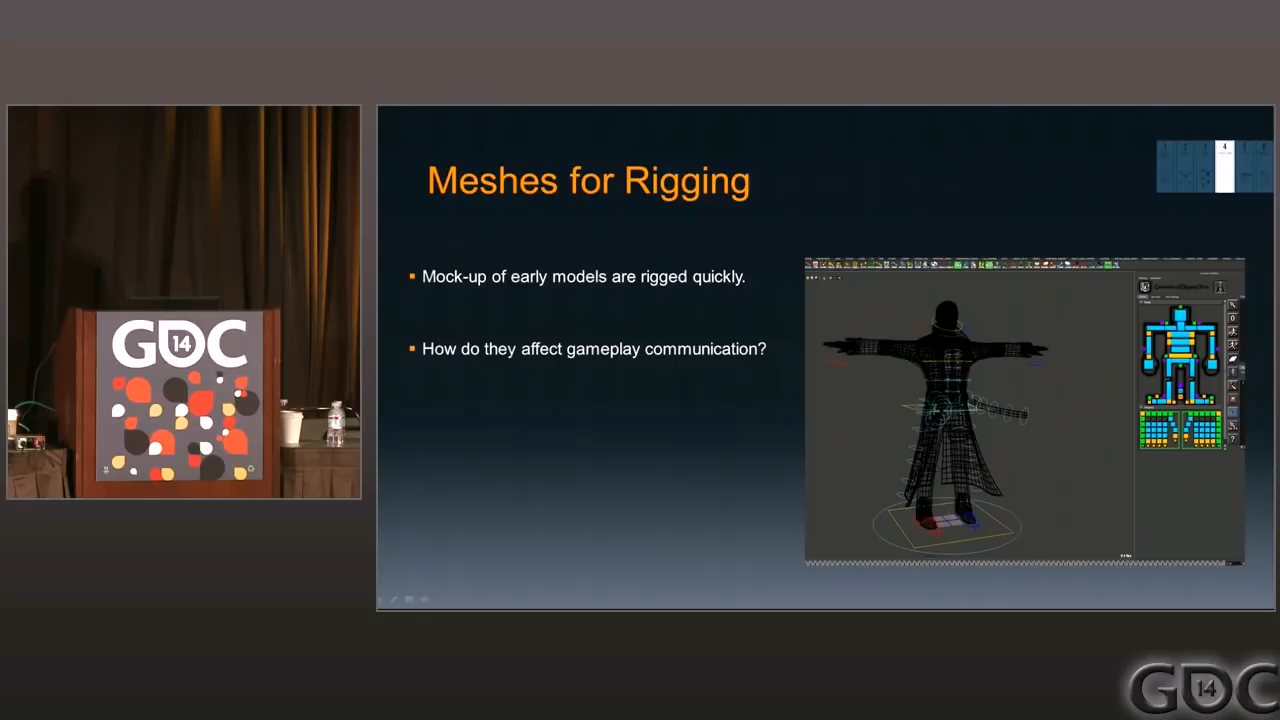 GDC
14
Meshes for Rigging
4
Mock-up of early models are rigged quickly.
How do they affect gameplay communication?
GDC
14